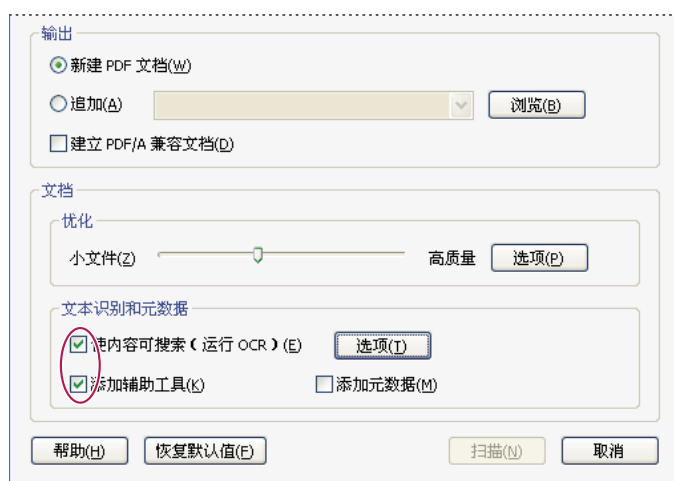 输出
新建 PDF 文档(W)
追加(A) 浏览(B)
建立 PDF/A 兼容文档(D)
文档
优化
小文件(Z) 高质量 选项(P)
文本识别和元数据
使内容可搜索（运行 OCR）(E) 选项(T)
添加辅助工具(K) 添加元数据(M)
帮助(H) 恢复默认值(F) 扫描(N) 取消